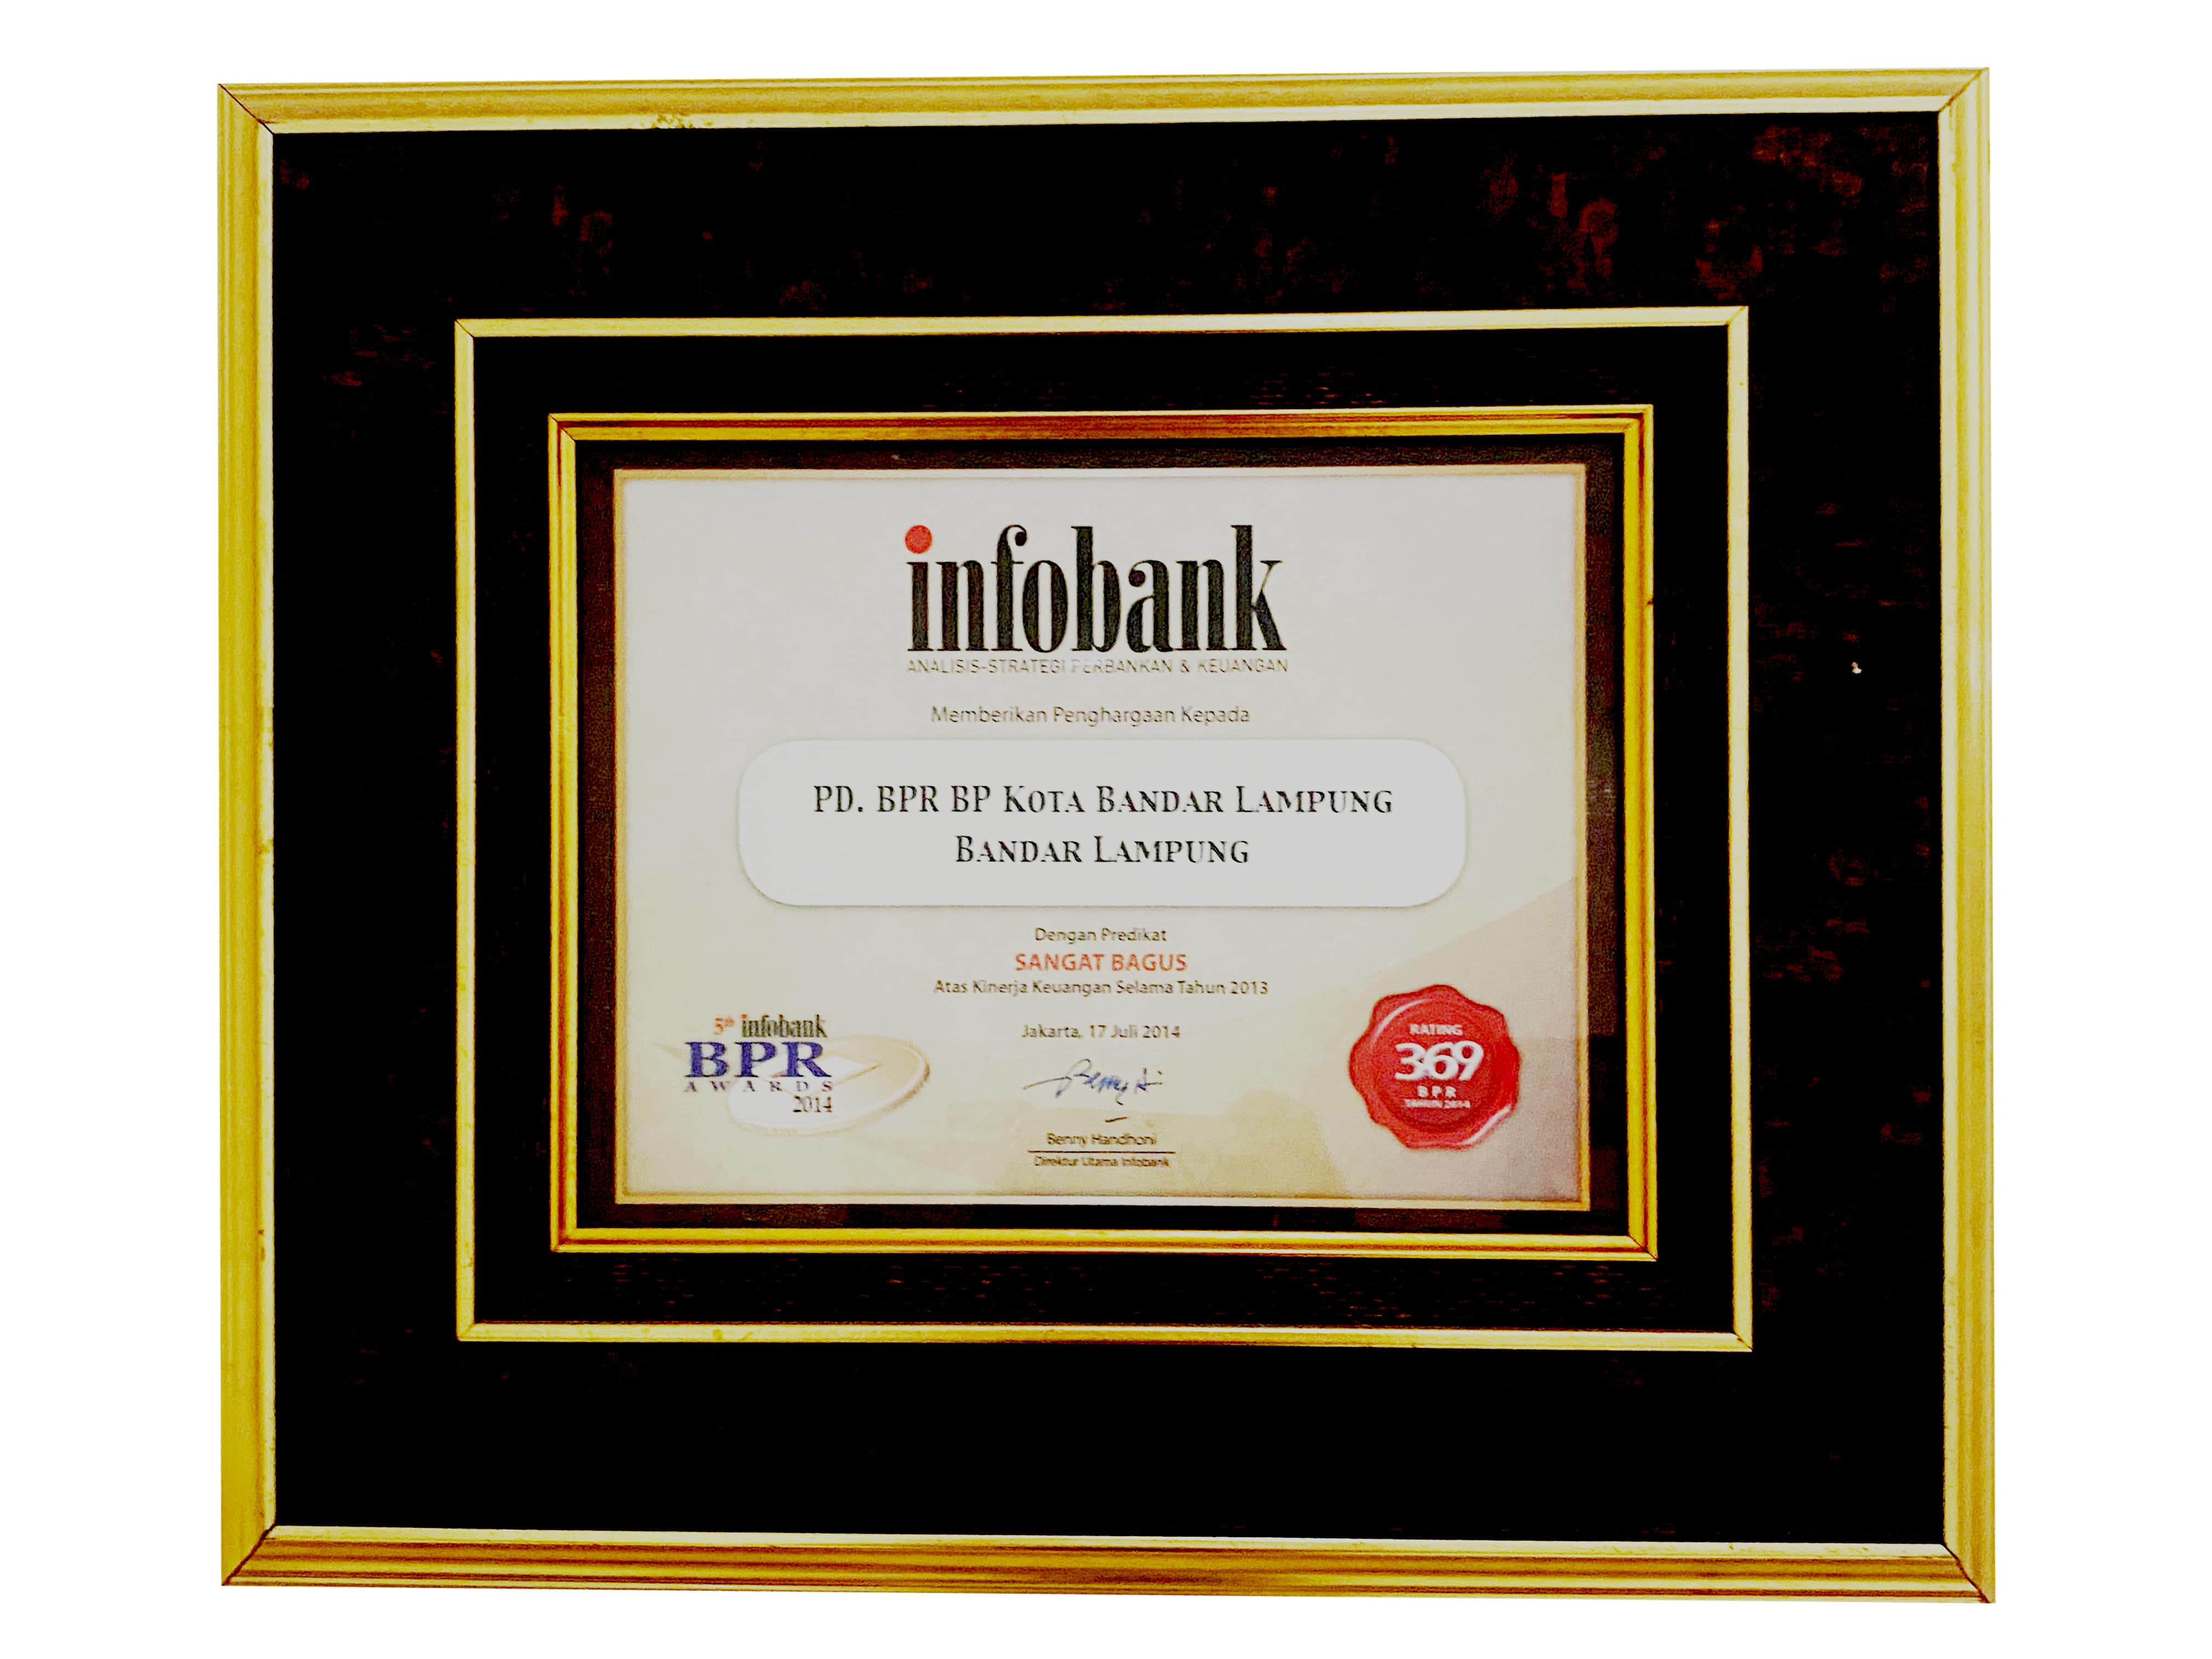 infobank
ANALISIS-STRATEGI PERBANKAN & KEUANGAN
Memberikan Penghargaan Kepada
PD. BPR BP KOTA BANDAR LAMPUNG
BANDAR LAMPUNG
Dengan Predikat
SANGAT BAGUS
Atas Kinerja Keuangan Selama Tahun 2013
Jakarta, 17 Juli 2014
Benny Handhoni
Direktur Utama Infobank
infobank
BPR
AWARDS
2014
RATING
369
BPR
TAHUN 2014